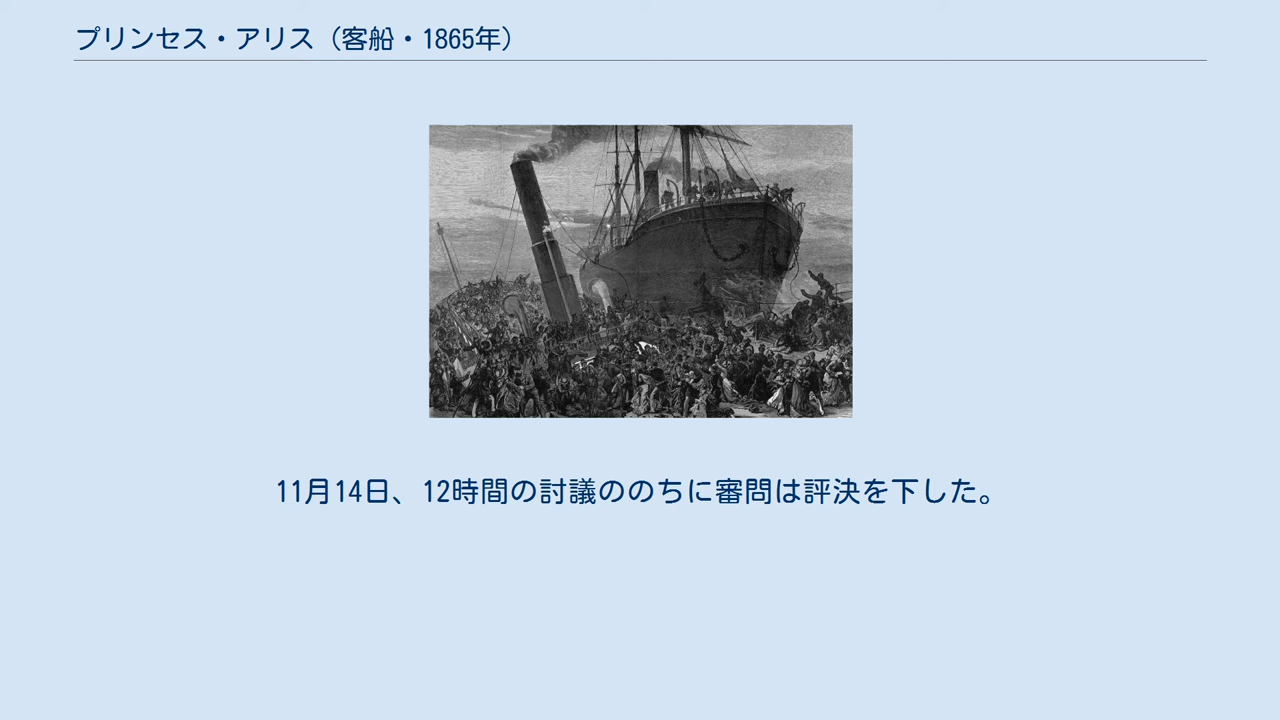 プリンセス・アリス（客船・1865年）
11月14日、12時間の討議ののちに審問は評決を下した。